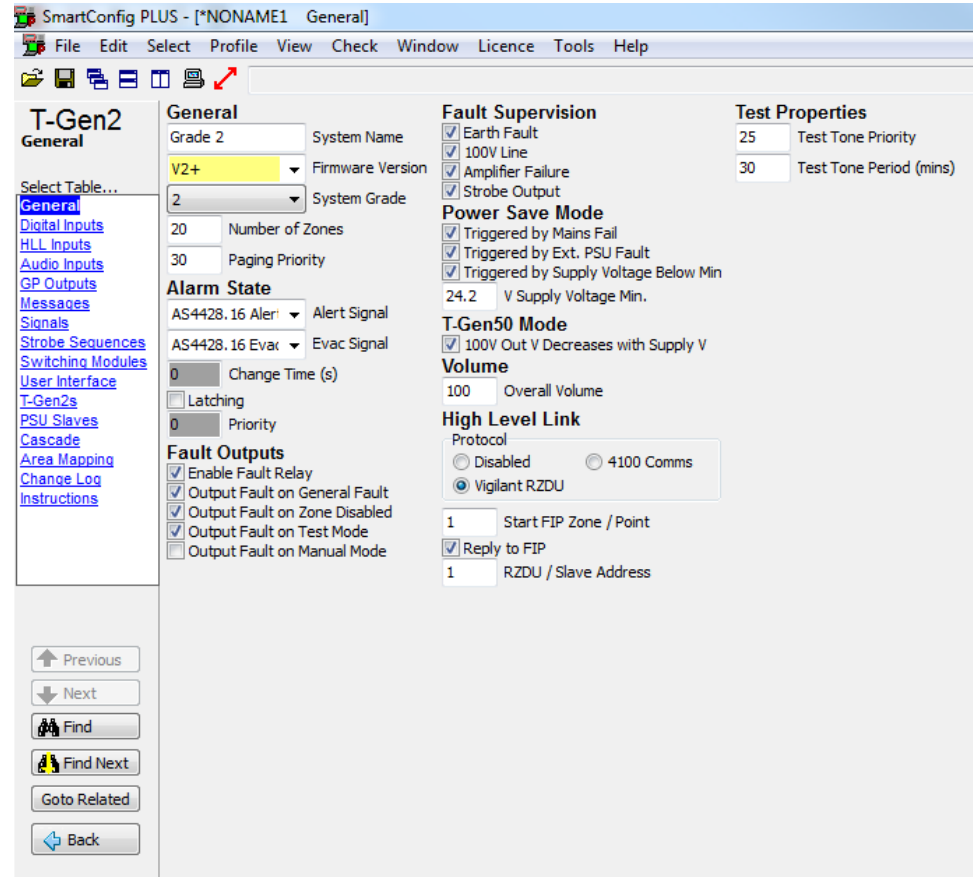 SmartConfig PLUS - [*NONAME1 General]
File Edit Select Profile View Check Window Licence Tools Help
T-Gen2
General
Select Table...
General
Digital Inputs
HLL Inputs
Audio Inputs
GP Outputs
Messages
Signals
Strobe Sequences
Switching Modules
User Interface
T-Gen2s
PSU Slaves
Cascade
Area Mapping
Change Log
Instructions
Previous
Next
Find
Find Next
Goto Related
Back
General
Grade 2 System Name
V2+ Firmware Version
2 System Grade
20 Number of Zones
30 Paging Priority
Alarm State
AS4428.16 Aler Alert Signal
AS4428.16 Evac Evac Signal
0 Change Time (s)
Latching
0 Priority
Fault Outputs
Enable Fault Relay
Output Fault on General Fault
Output Fault on Zone Disabled
Output Fault on Test Mode
Output Fault on Manual Mode
Fault Supervision
Earth Fault
100V Line
Amplifier Failure
Strobe Output
Power Save Mode
Triggered by Mains Fail
Triggered by Ext. PSU Fault
Triggered by Supply Voltage Below Min
24.2 V Supply Voltage Min.
T-Gen50 Mode
100V Out V Decreases with Supply V
Volume
100 Overall Volume
High Level Link
Protocol
Disabled 4100 Comms
Vigilant RZDU
1 Start FIP Zone / Point
Reply to FIP
1 RZDU / Slave Address
Test Properties
25 Test Tone Priority
30 Test Tone Period (mins)